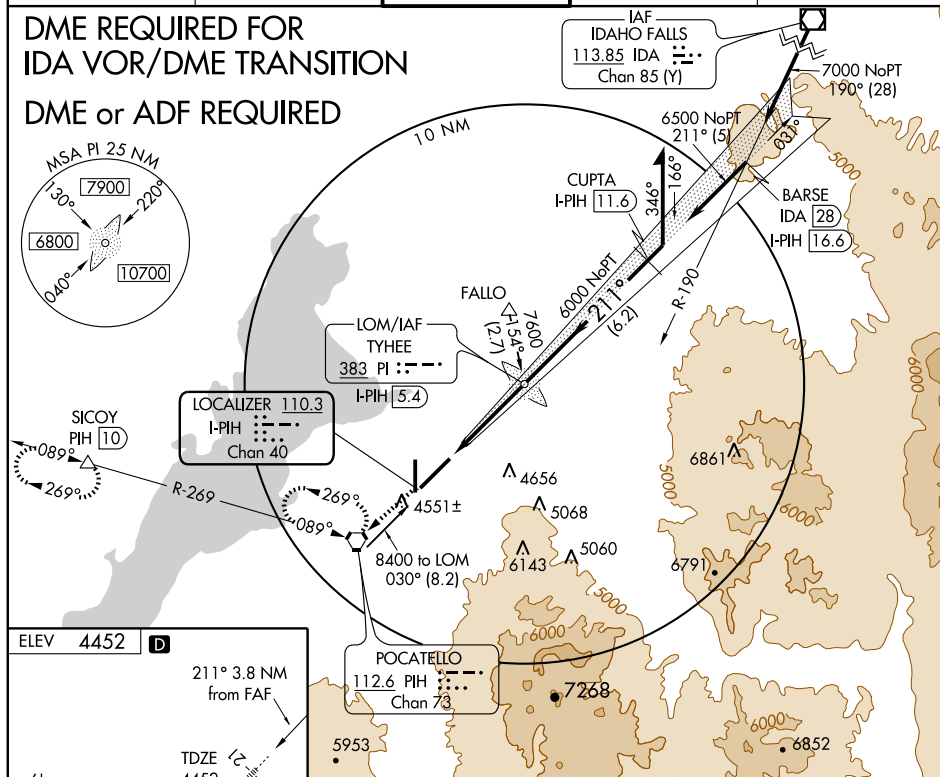 DME REQUIRED FOR
IDA VOR/DME TRANSITION
DME or ADF REQUIRED
MSA PI 25 NM
130°
7900
220°
6800
10700
040°
10 NM
IAF
IDAHO FALLS
113.85 IDA
Chan 85 (Y)
7000 NoPT
190° (28)
6500 NoPT
211° (5)
031°
5000
CUPTA
I-PIH 11.6
346°
166°
BARSE
IDA 28
I-PIH 16.6
R-190
6000 NoPT
211°
(6.2)
FALLO
7600
154°
(2.7)
LOM/IAF
TYHEE
383 PI
I-PIH 5.4
LOCALIZER 110.3
I-PIH
Chan 40
SICOY
PIH 10
089°
269°
R-269
269°
089°
4551±
8400 to LOM
030° (8.2)
4656
5068
6143
5060
5000
6861
6000
6791
5000
6000
6000
POCATELLO
112.6 PIH
Chan 73
7268
5953
6000
6852
ELEV 4452 D
211° 3.8 NM
from FAF
21
TDZE
4452